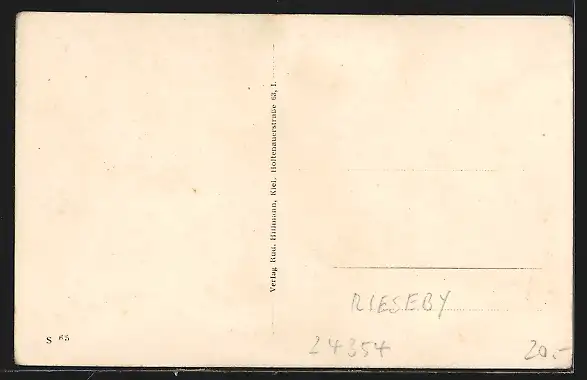 Verlag Rud. Hillmann, Kiel, Holtenauerstraße 63, I.
RIESEBY
24354
20.-
S 65